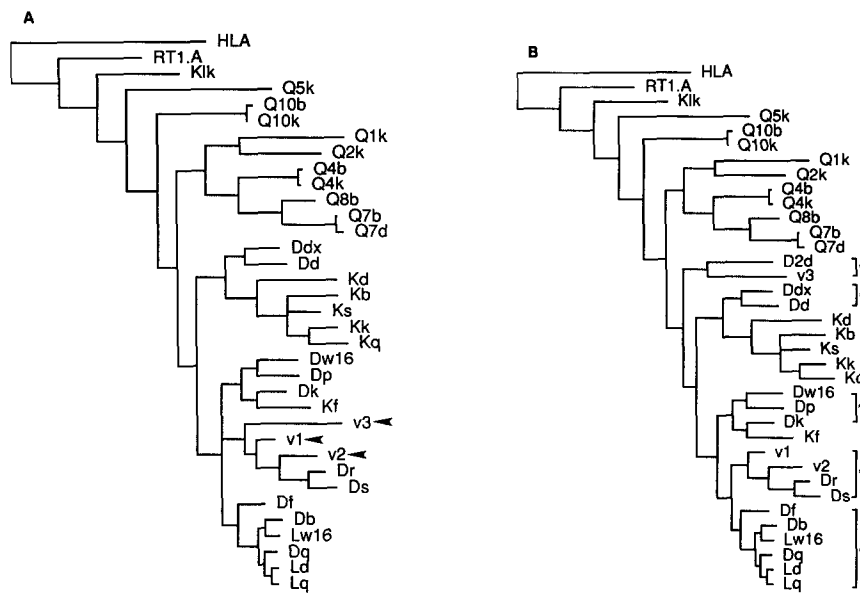 A
HLA
RT1.A
Klk
Q5k
Q10b
Q10k
Q1k
Q2k
Q4b
Q4k
Q8b
Q7b
Q7d
Ddx
Dd
Kd
Kb
Ks
Kk
Kq
Dw16
Dp
Dk
Kf
v3
v1
v2
Dr
Ds
Df
Db
Lw16
Dq
Ld
Lq
B
HLA
RT1.A
Klk
Q5k
Q10b
Q10k
Q1k
Q2k
Q4b
Q4k
Q8b
Q7b
Q7d
D2d
v3
Ddx
Dd
Kd
Kb
Ks
Kk
Dw16
Dp
Dk
Kf
v1
v2
Dr
Ds
Df
Db
Lw16
Dq
Ld
Lq